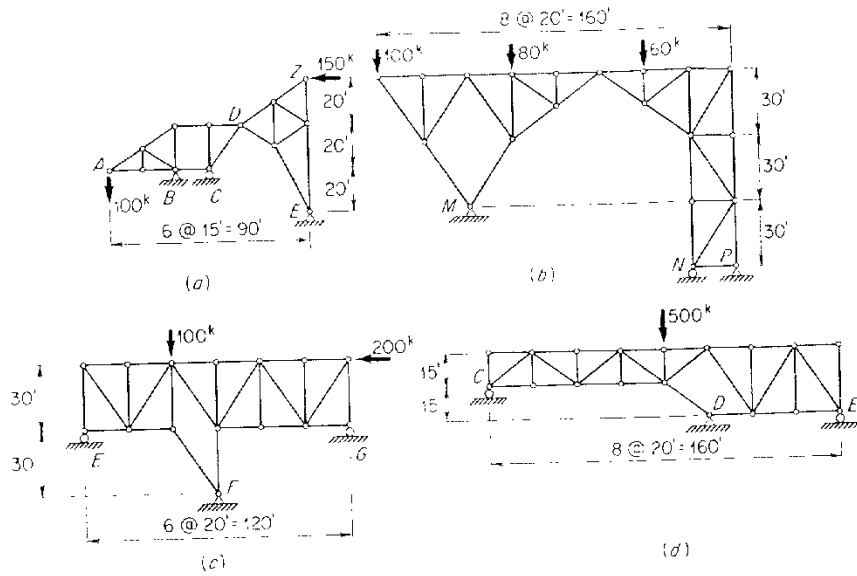 8 @ 20'=160'
100ᵏ
80ᵏ
60ᵏ
Z
150ᵏ
20'
D
20'
A
B
C
20'
E
100ᵏ
6 @ 15'=90'
(a)
30'
30'
M
30'
N
P
(b)
100ᵏ
200ᵏ
30'
E
G
30
F
6 @ 20'=120'
(c)
500ᵏ
15'
C
15
D
E
8 @ 20'=160'
(d)